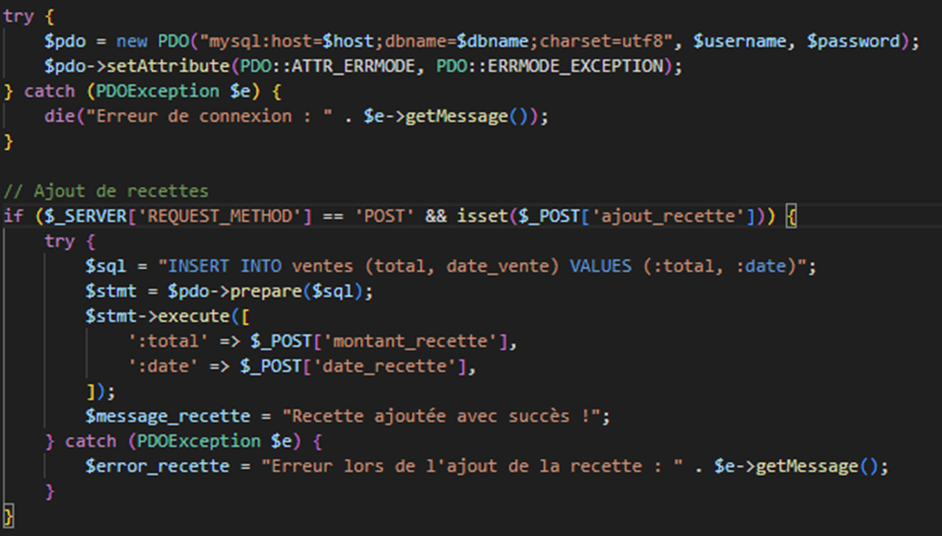 try {
    $pdo = new PDO("mysql:host=$host;dbname=$dbname;charset=utf8", $username, $password);
    $pdo->setAttribute(PDO::ATTR_ERRMODE, PDO::ERRMODE_EXCEPTION);
} catch (PDOException $e) {
    die("Erreur de connexion : " . $e->getMessage());
}

// Ajout de recettes
if ($_SERVER['REQUEST_METHOD'] == 'POST' && isset($_POST['ajout_recette'])) {
    try {
        $sql = "INSERT INTO ventes (total, date_vente) VALUES (:total, :date)";
        $stmt = $pdo->prepare($sql);
        $stmt->execute([
            ':total' => $_POST['montant_recette'],
            ':date' => $_POST['date_recette'],
        ]);
        $message_recette = "Recette ajoutée avec succès !";
    } catch (PDOException $e) {
        $error_recette = "Erreur lors de l'ajout de la recette : " . $e->getMessage();
    }
}